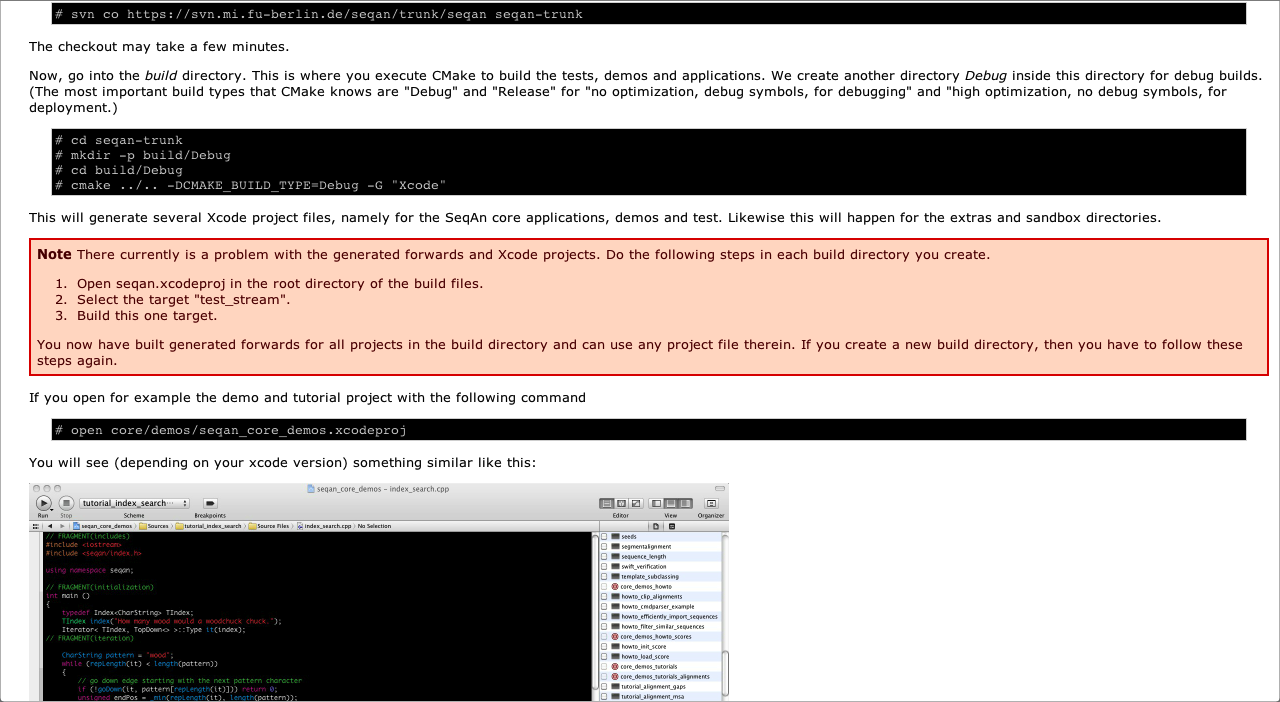 # svn co https://svn.mi.fu-berlin.de/seqan/trunk/seqan seqan-trunk
The checkout may take a few minutes.
Now, go into the build directory. This is where you execute CMake to build the tests, demos and applications. We create another directory Debug inside this directory for debug builds.
(The most important build types that CMake knows are "Debug" and "Release" for "no optimization, debug symbols, for debugging" and "high optimization, no debug symbols, for
deployment.)
# cd seqan-trunk
# mkdir -p build/Debug
# cd build/Debug
# cmake ../.. -DCMAKE_BUILD_TYPE=Debug -G "Xcode"
This will generate several Xcode project files, namely for the SeqAn core applications, demos and test. Likewise this will happen for the extras and sandbox directories.
Note There currently is a problem with the generated forwards and Xcode projects. Do the following steps in each build directory you create.
1. Open seqan.xcodeproj in the root directory of the build files.
2. Select the target "test_stream".
3. Build this one target.
You now have built generated forwards for all projects in the build directory and can use any project file therein. If you create a new build directory, then you have to follow these
steps again.
If you open for example the demo and tutorial project with the following command
# open core/demos/seqan_core_demos.xcodeproj
You will see (depending on your xcode version) something similar like this:
seqan_core_demos - index_search.cpp
tutorial_index_search···
Run Stop Scheme Breakpoints Editor View Organizer
seqan_core_demos Sources tutorial_index_search Source Files index_search.cpp No Selection
// FRAGMENT(includes)
#include <iostream>
#include <seqan/index.h>
using namespace seqan;
// FRAGMENT(initialization)
int main ()
{
typedef Index<CharString> TIndex;
TIndex index("How many wood would a woodchuck chuck.");
Iterator< TIndex, TopDown<> >::Type it(index);
// FRAGMENT(iteration)
CharString pattern = "wood";
while (repLength(it) < length(pattern))
{
// go down edge starting with the next pattern character
if (!goDown(it, pattern[repLength(it)])) return 0;
unsigned endPos = _min(repLength(it), length(pattern));
seeds
segmentalignment
sequence_length
swift_verification
template_subclassing
core_demos_howto
howto_clip_alignments
howto_cmdparser_example
howto_efficiently_import_sequences
howto_filter_similar_sequences
core_demos_howto_scores
howto_init_score
howto_load_score
core_demos_tutorials
core_demos_tutorials_alignments
tutorial_alignment_gaps
tutorial_alignment_msa